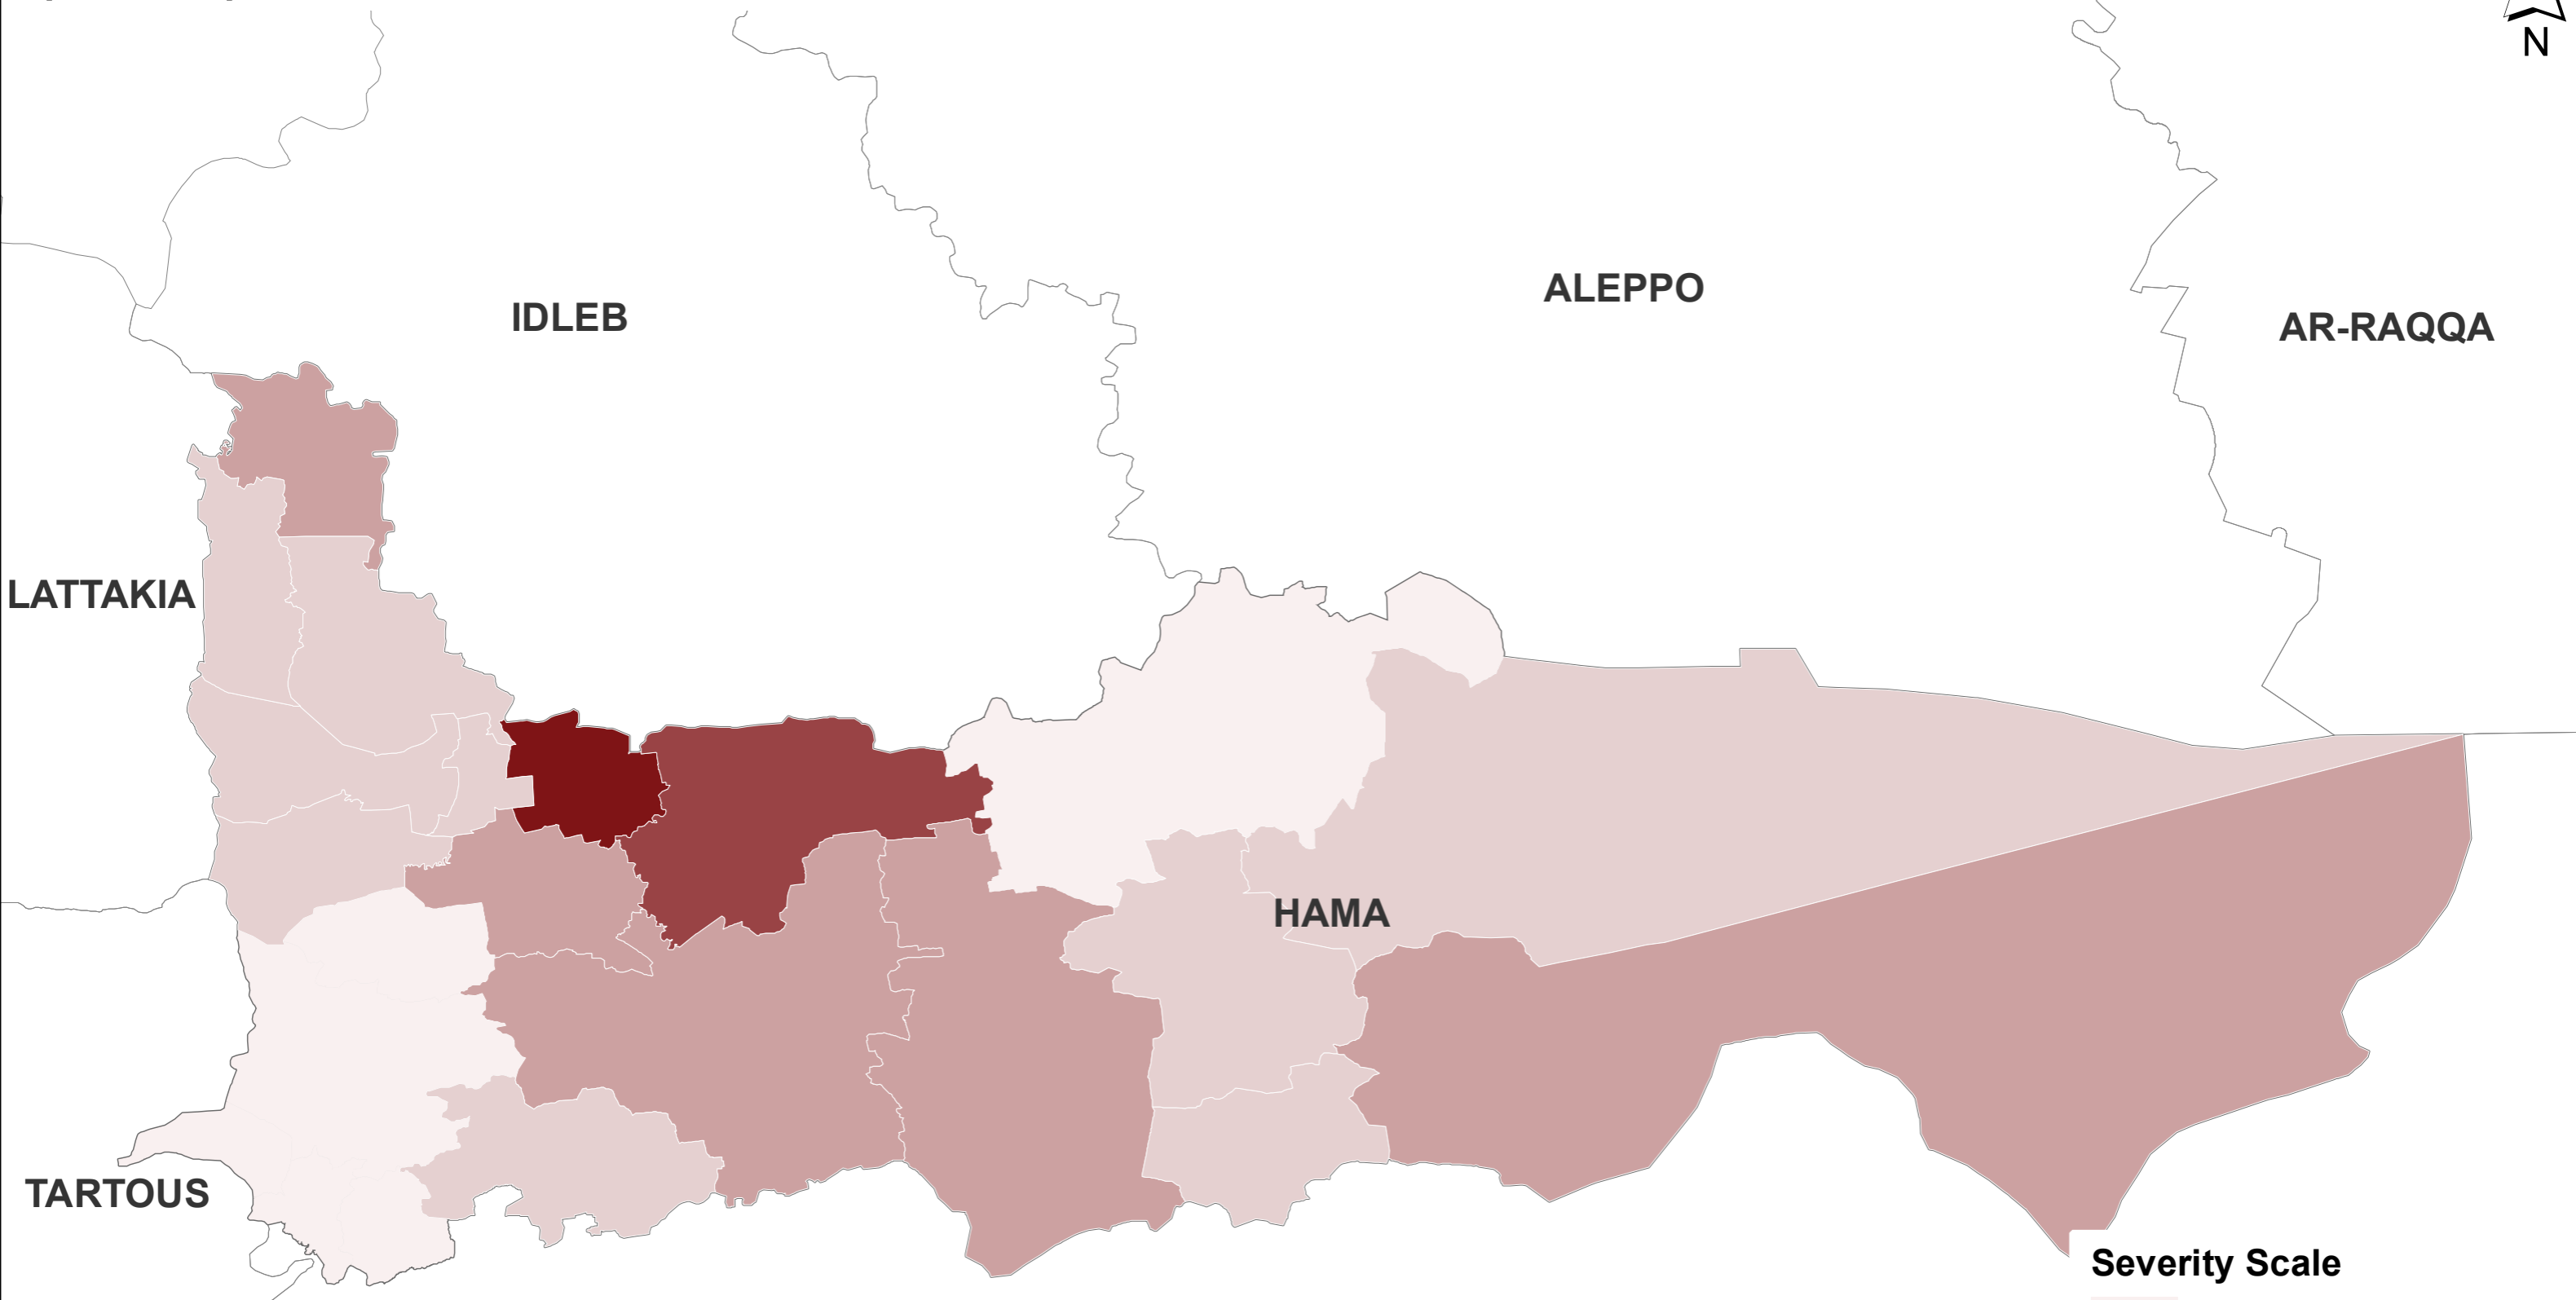 N
ALEPPO
IDLEB
AR-RAQQA
LATTAKIA
HAMA
TARTOUS
Severity Scale